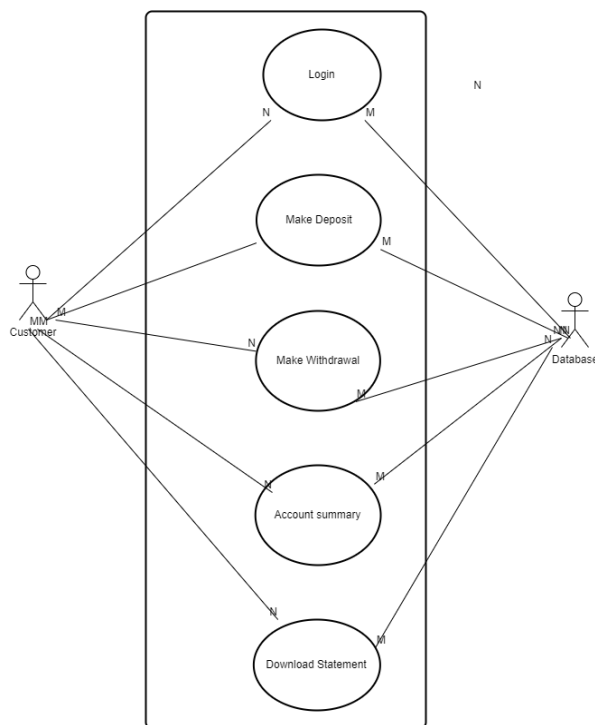 Login
N
N
M
Make Deposit
M
M
MM
Customer
N
NN
N
Database
Make Withdrawal
M
M
N
Account summary
N
M
Download Statement